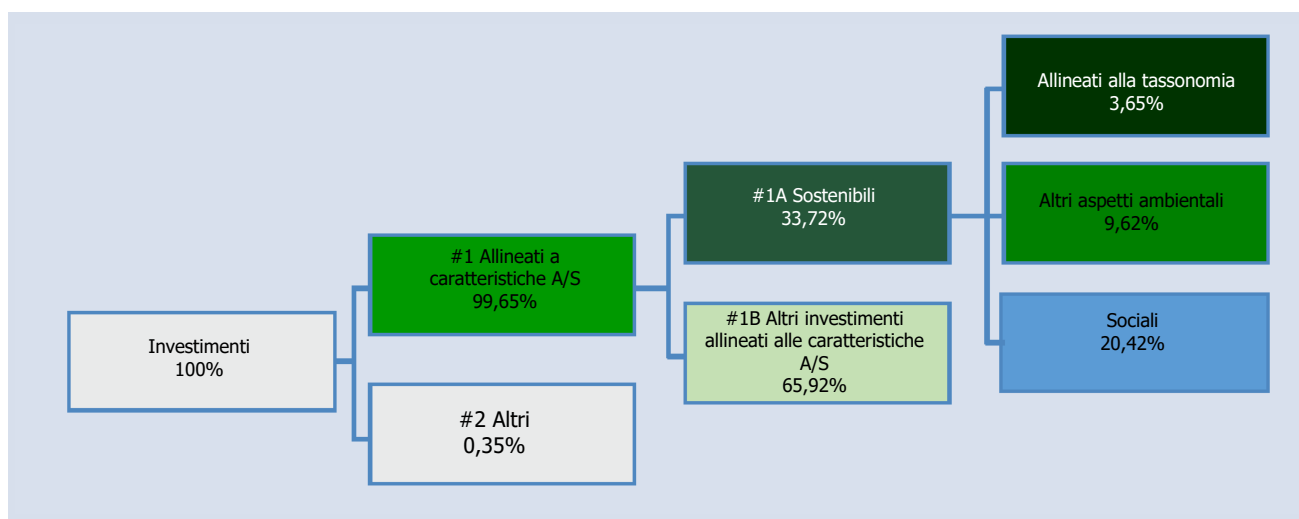 Investimenti
100%
#1 Allineati a
caratteristiche A/S
99,65%
#2 Altri
0,35%
#1A Sostenibili
33,72%
#1B Altri investimenti
allineati alle caratteristiche
A/S
65,92%
Allineati alla tassonomia
3,65%
Altri aspetti ambientali
9,62%
Sociali
20,42%